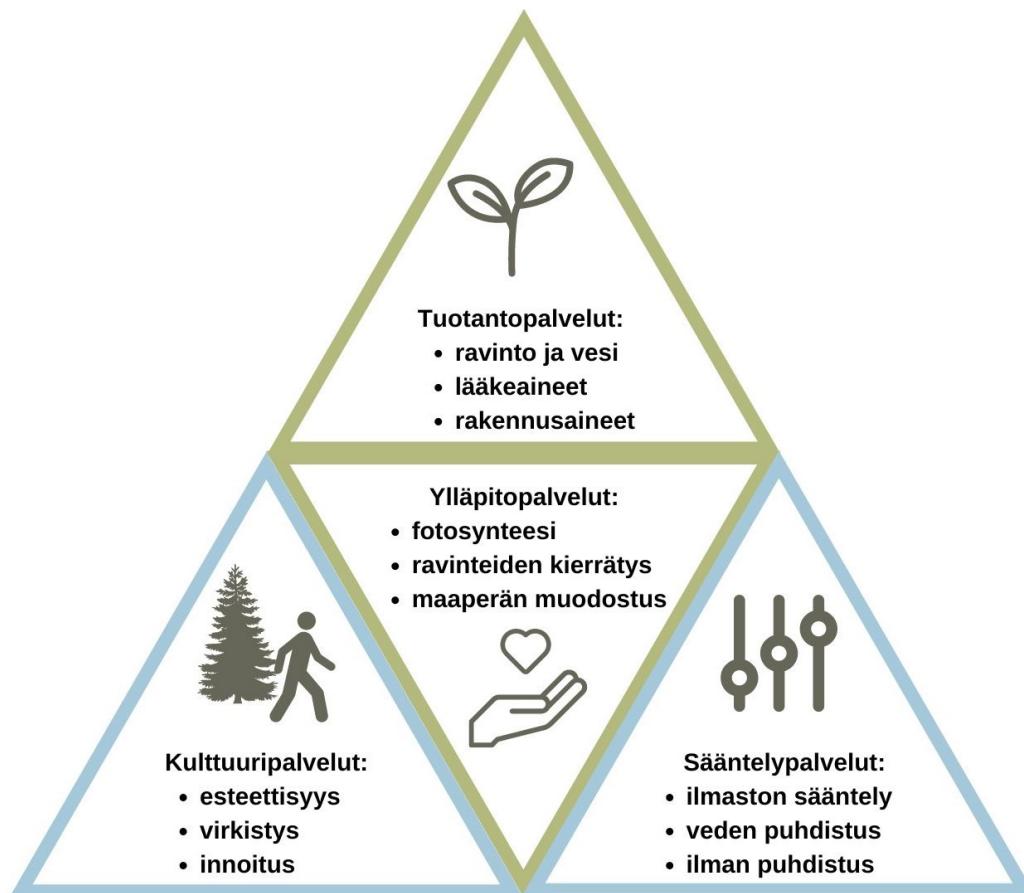 Tuotantopalvelut:
• ravinto ja vesi
• lääkeaineet
• rakennusaineet
Ylläpitopalvelut:
• fotosynteesi
• ravinteiden kierrätys
• maaperän muodostus
Kulttuuripalvelut:
• esteettisyys
• virkistys
• innoitus
Sääntelypalvelut:
• ilmaston sääntely
• veden puhdistus
• ilman puhdistus